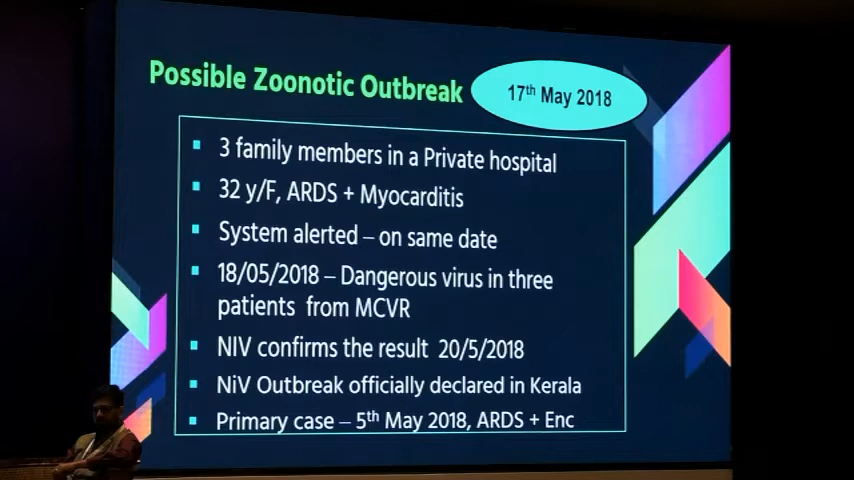 Possible Zoonotic Outbreak
17th May 2018
3 family members in a Private hospital
32 y/F, ARDS + Myocarditis
System alerted – on same date
18/05/2018 – Dangerous virus in three
patients from MCVR
NIV confirms the result 20/5/2018
NiV Outbreak officially declared in Kerala
Primary case – 5th May 2018, ARDS + Enc